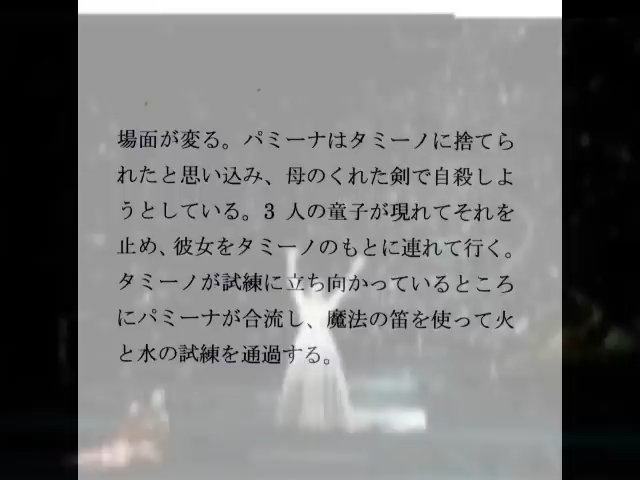 場面が変る。パミーナはタミーノに捨てら
れたと思い込み、母のくれた剣で自殺しよ
うとしている。3 人の童子が現れてそれを
止め、彼女をタミーノのもとに連れて行く。
タミーノが試練に立ち向かっているところ
にパミーナが合流し、魔法の笛を使って火
と水の試練を通過する。